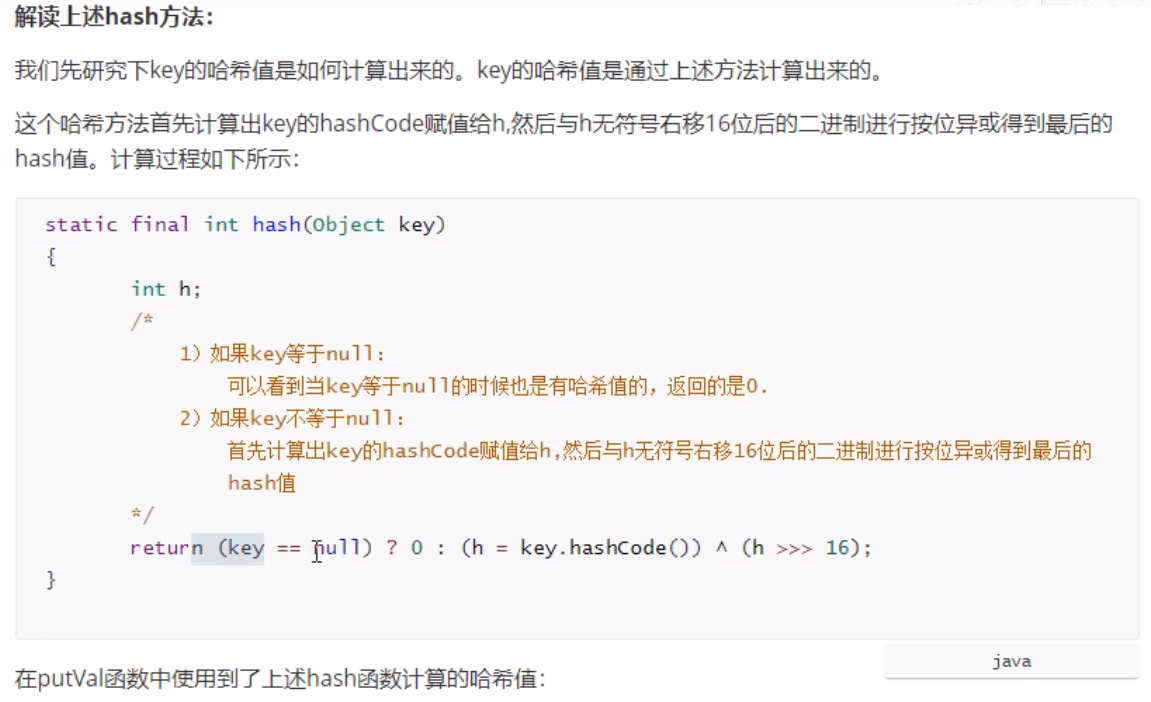 解读上述hash方法：
我们先研究下key的哈希值是如何计算出来的。key的哈希值是通过上述方法计算出来的。
这个哈希方法首先计算出key的hashCode赋值给h,然后与h无符号右移16位后的二进制进行按位异或得到最后的
hash值。计算过程如下所示：
static final int hash(Object key)
{
int h;
/*
1）如果key等于null：
可以看到当key等于null的时候也是有哈希值的，返回的是0.
2）如果key不等于null：
首先计算出key的hashCode赋值给h,然后与h无符号右移16位后的二进制进行按位异或得到最后的
hash值
*/
return (key == null) ? 0 : (h = key.hashCode()) ^ (h >>> 16);
}
java
在putVal函数中使用到了上述hash函数计算的哈希值：